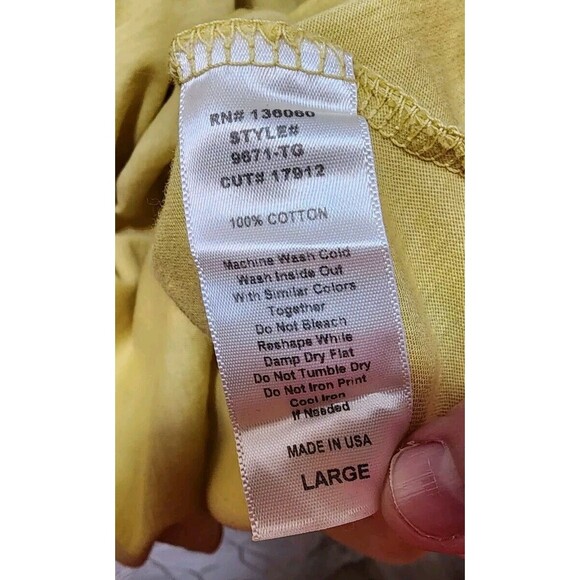 RN# 136060
STYLE#
9671-TG
CUT# 17912
100% COTTON
Machine Wash Cold
Wash Inside Out
With Similar Colors
Together
Do Not Bleach
Reshape While
Damp Dry Flat
Do Not Tumble Dry
Do Not Iron Print
Cool Iron
If Needed
MADE IN USA
LARGE